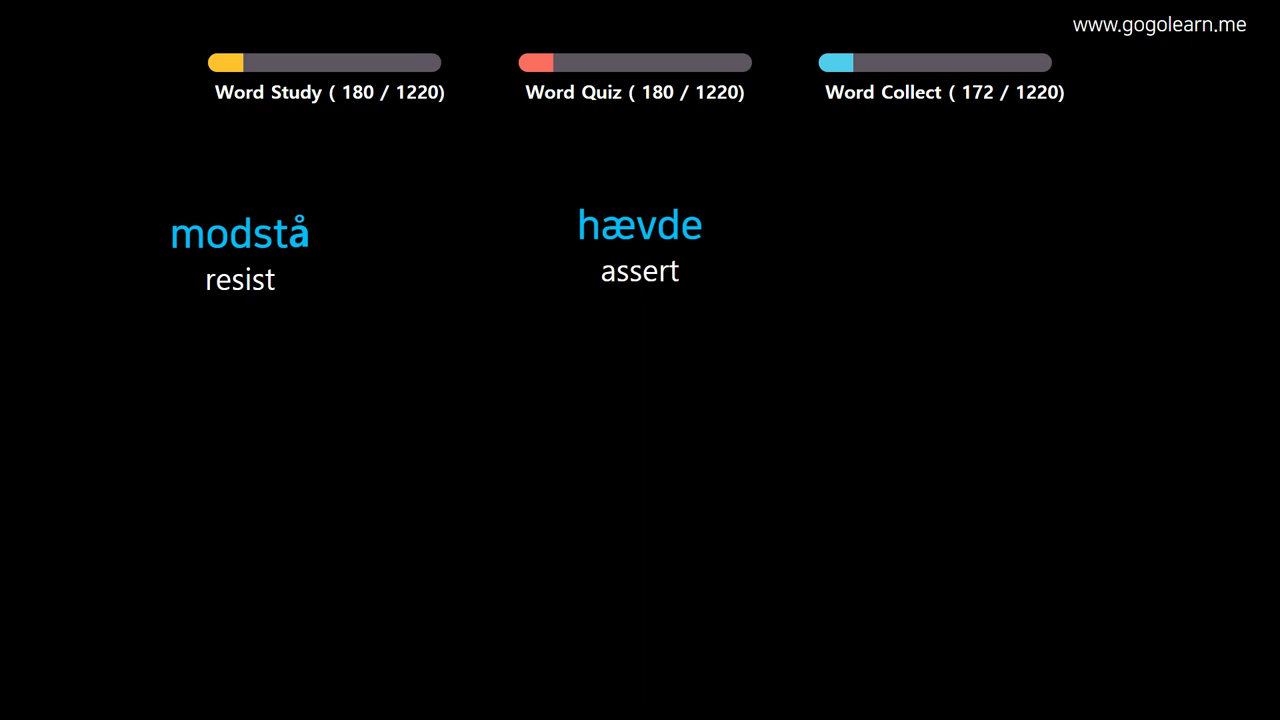 www.gogolearn.me
Word Study ( 180 / 1220)
Word Quiz ( 180 / 1220)
Word Collect ( 172 / 1220)
modstå
resist
hævde
assert